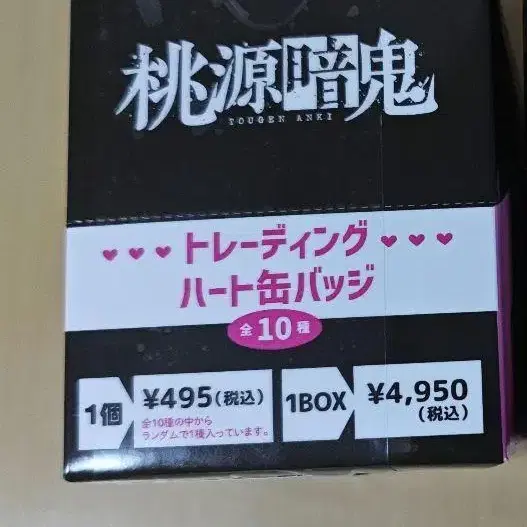 桃源暗鬼
TOUGEN ANKI
♥♥♥トレーディング♥♥♥
ハート缶バッジ
全10種
1個
¥495(税込)
全10種の中から
ランダムで1種入っています。
1BOX
¥4,950
(税込)